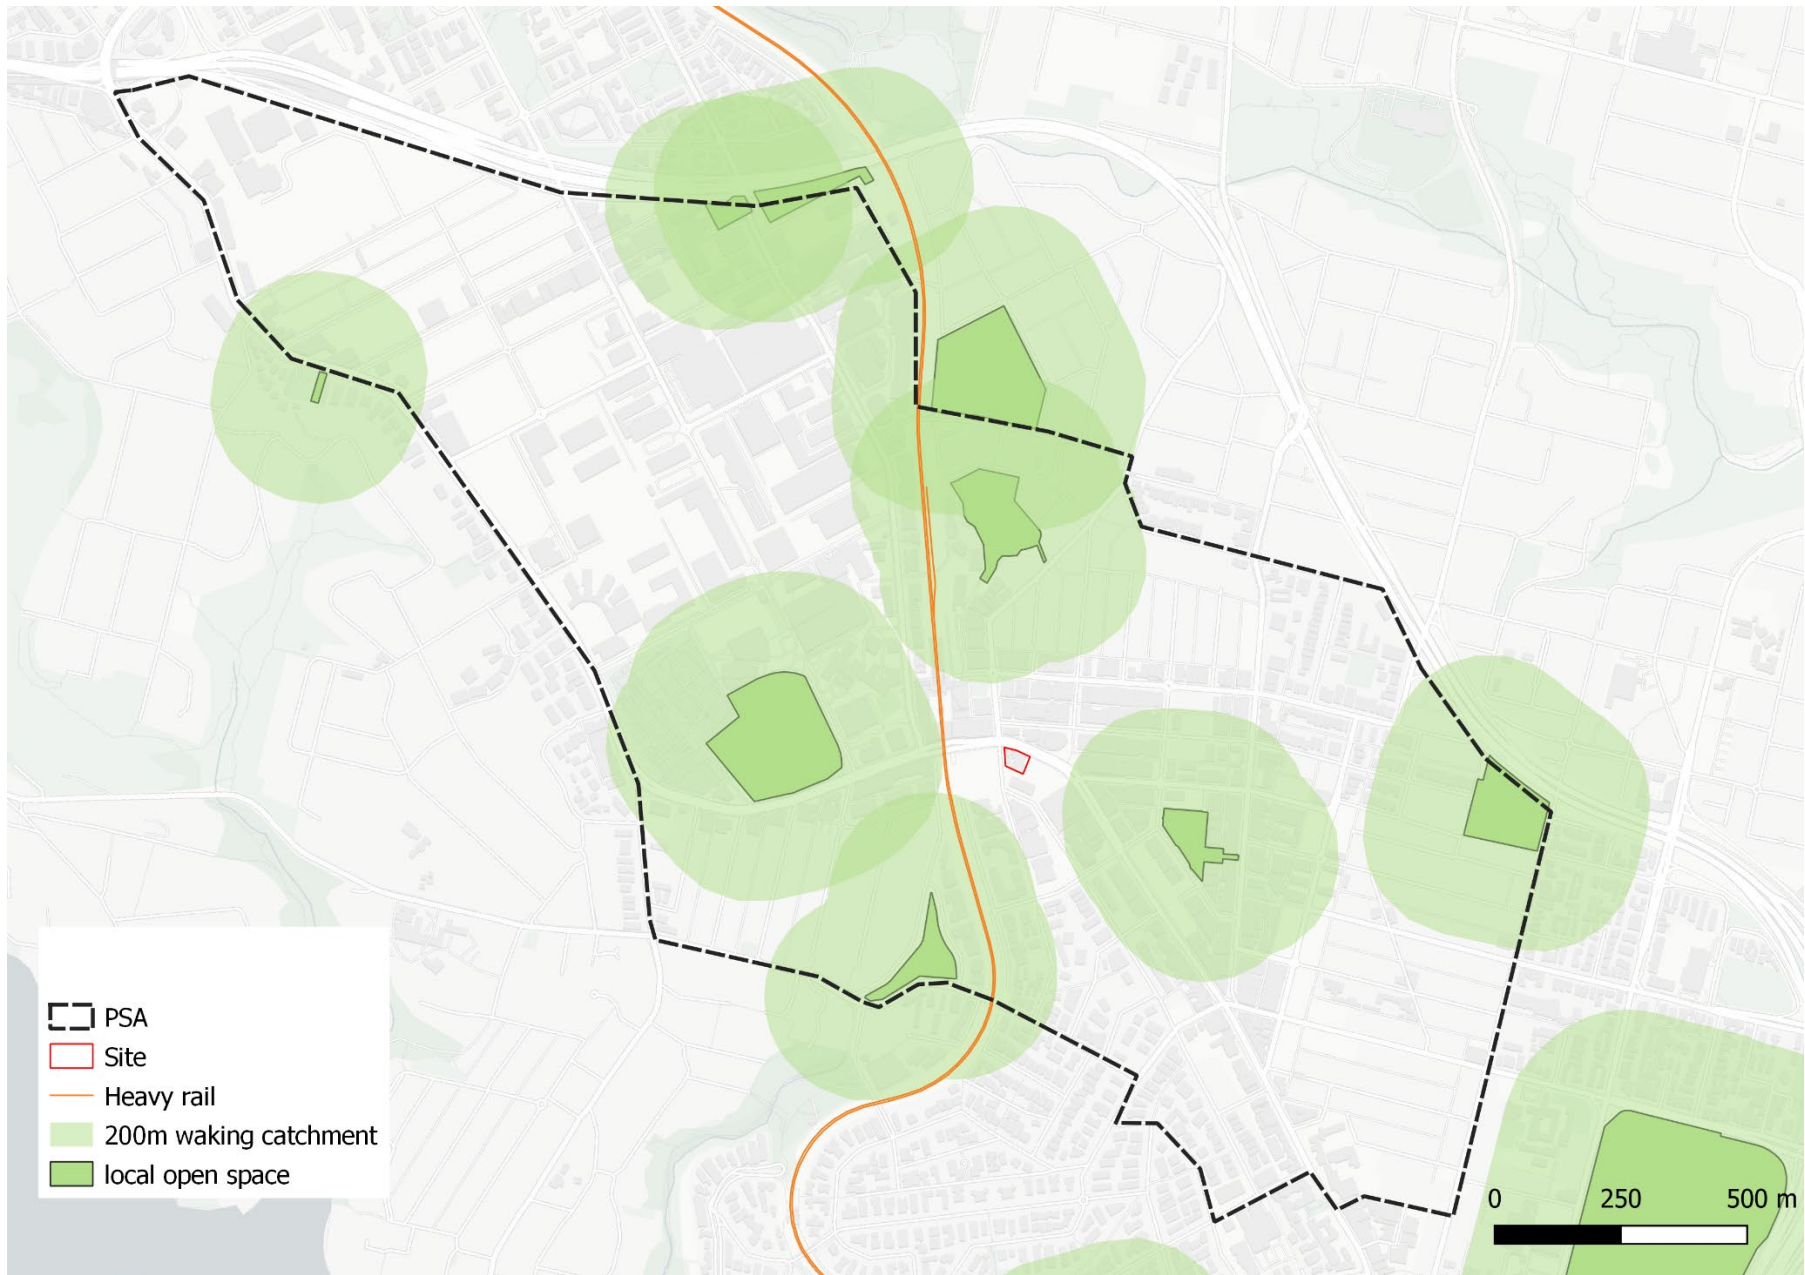 PSA
Site
Heavy rail
200m waking catchment
local open space
0 250 500 m